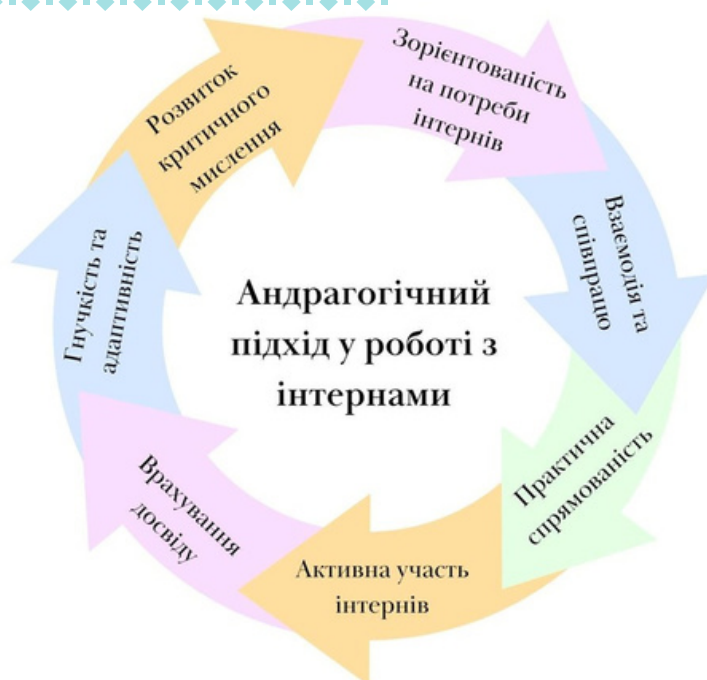 Зорієнтованість
на потреби
інтернів
Взаємодія та
співпрацю
Практична
спрямованість
Активна участь
інтернів
Врахування
досвіду
Гнучкість та
адаптивність
Розвиток
критичного
мислення
Андрагогічний
підхід у роботі з
інтернами